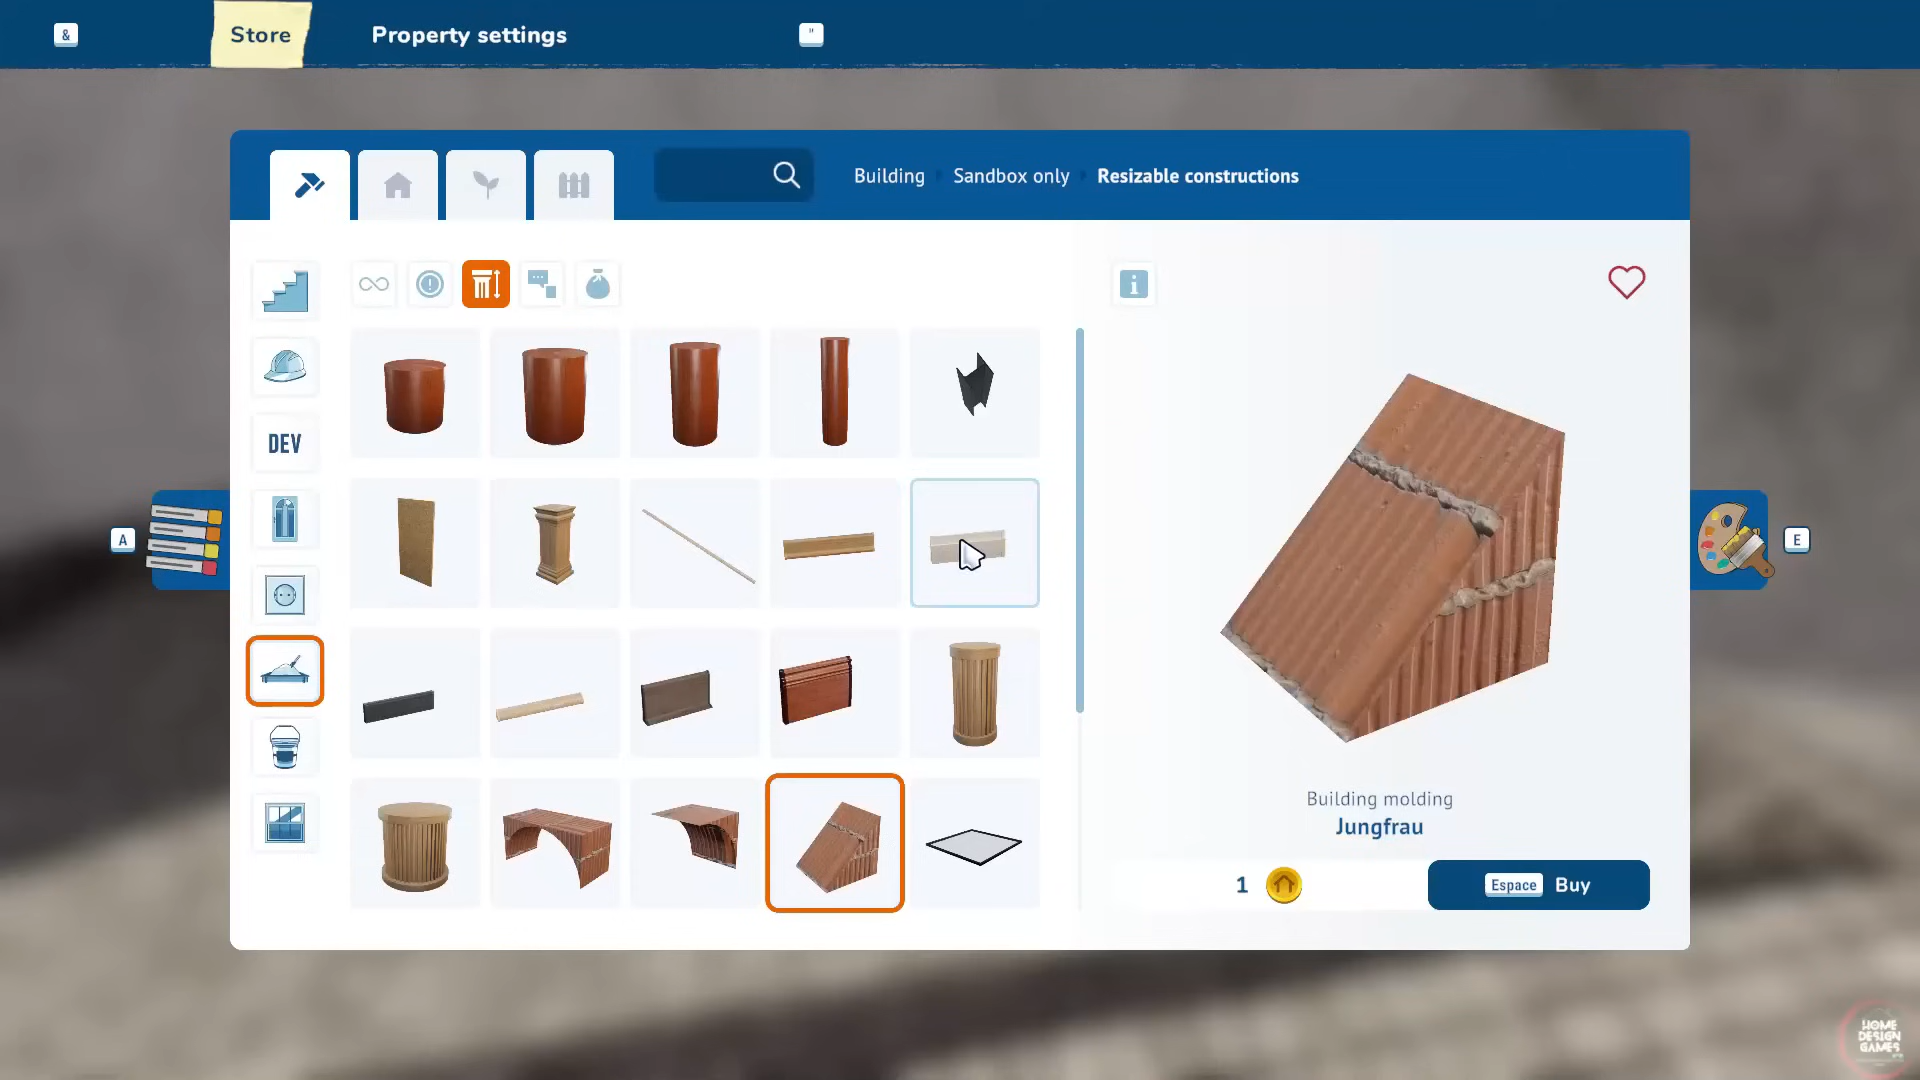 &
Store
Property settings
"
Building
Sandbox only
Resizable constructions
DEV
A
E
Building molding
Jungfrau
1
Espace
Buy
HOME
DESIGN
GAMES